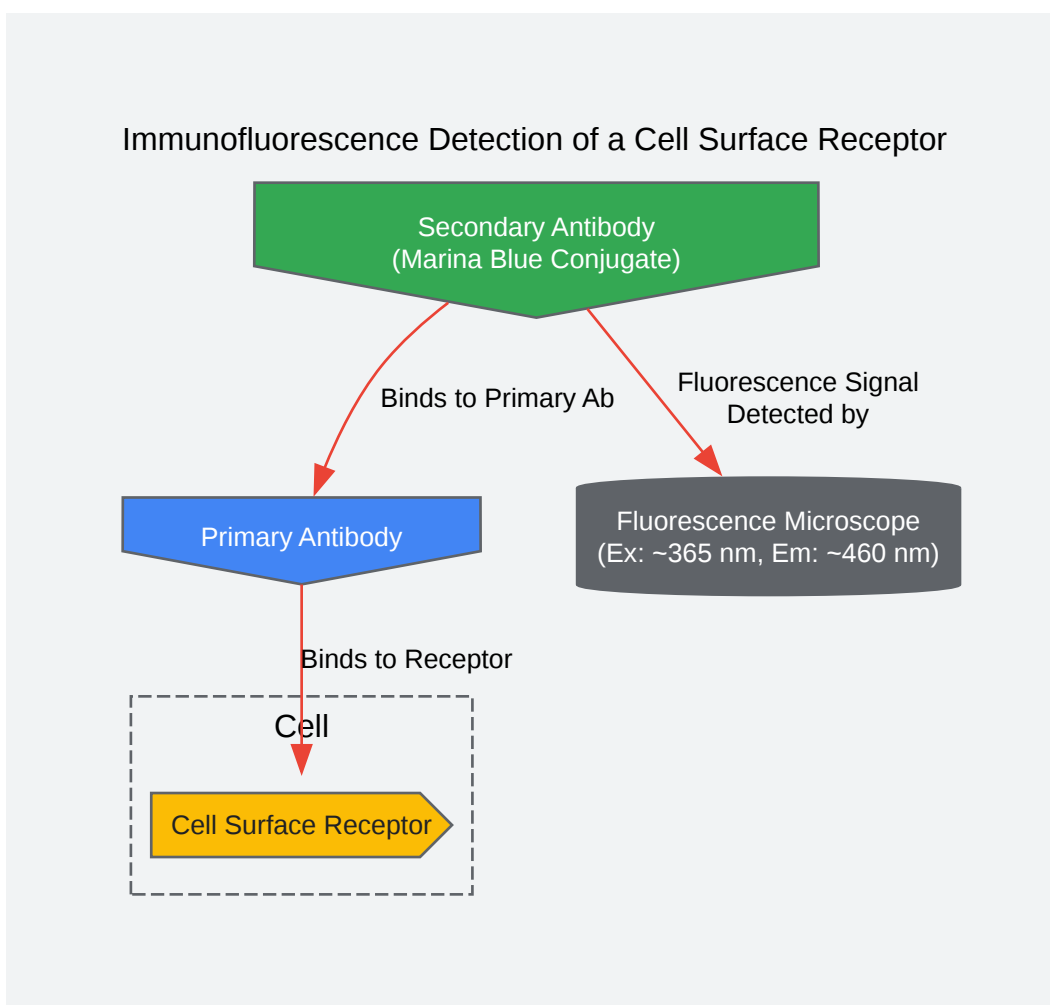 Immunofluorescence Detection of a Cell Surface Receptor
Secondary Antibody
(Marina Blue Conjugate)
Binds to Primary Ab
Fluorescence Signal
Detected by
Primary Antibody
Fluorescence Microscope
(Ex: ~365 nm, Em: ~460 nm)
Binds to Receptor
Cell
Cell Surface Receptor